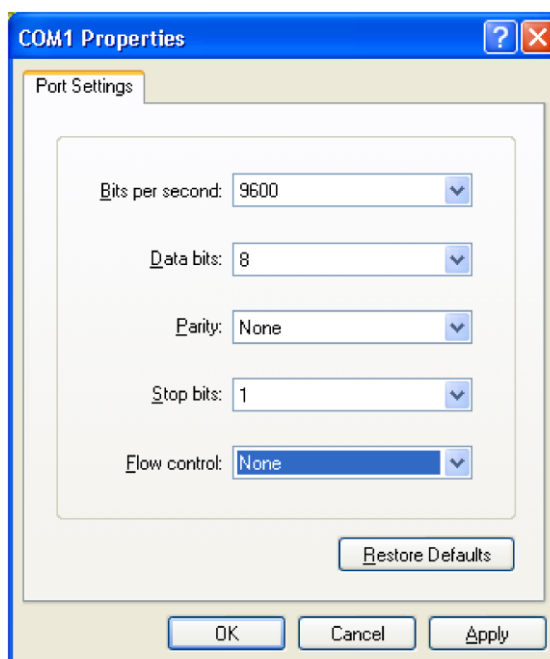 COM1 Properties
Port Settings
Bits per second: 9600
Data bits: 8
Parity: None
Stop bits: 1
Flow control: None
Restore Defaults
OK Cancel Apply